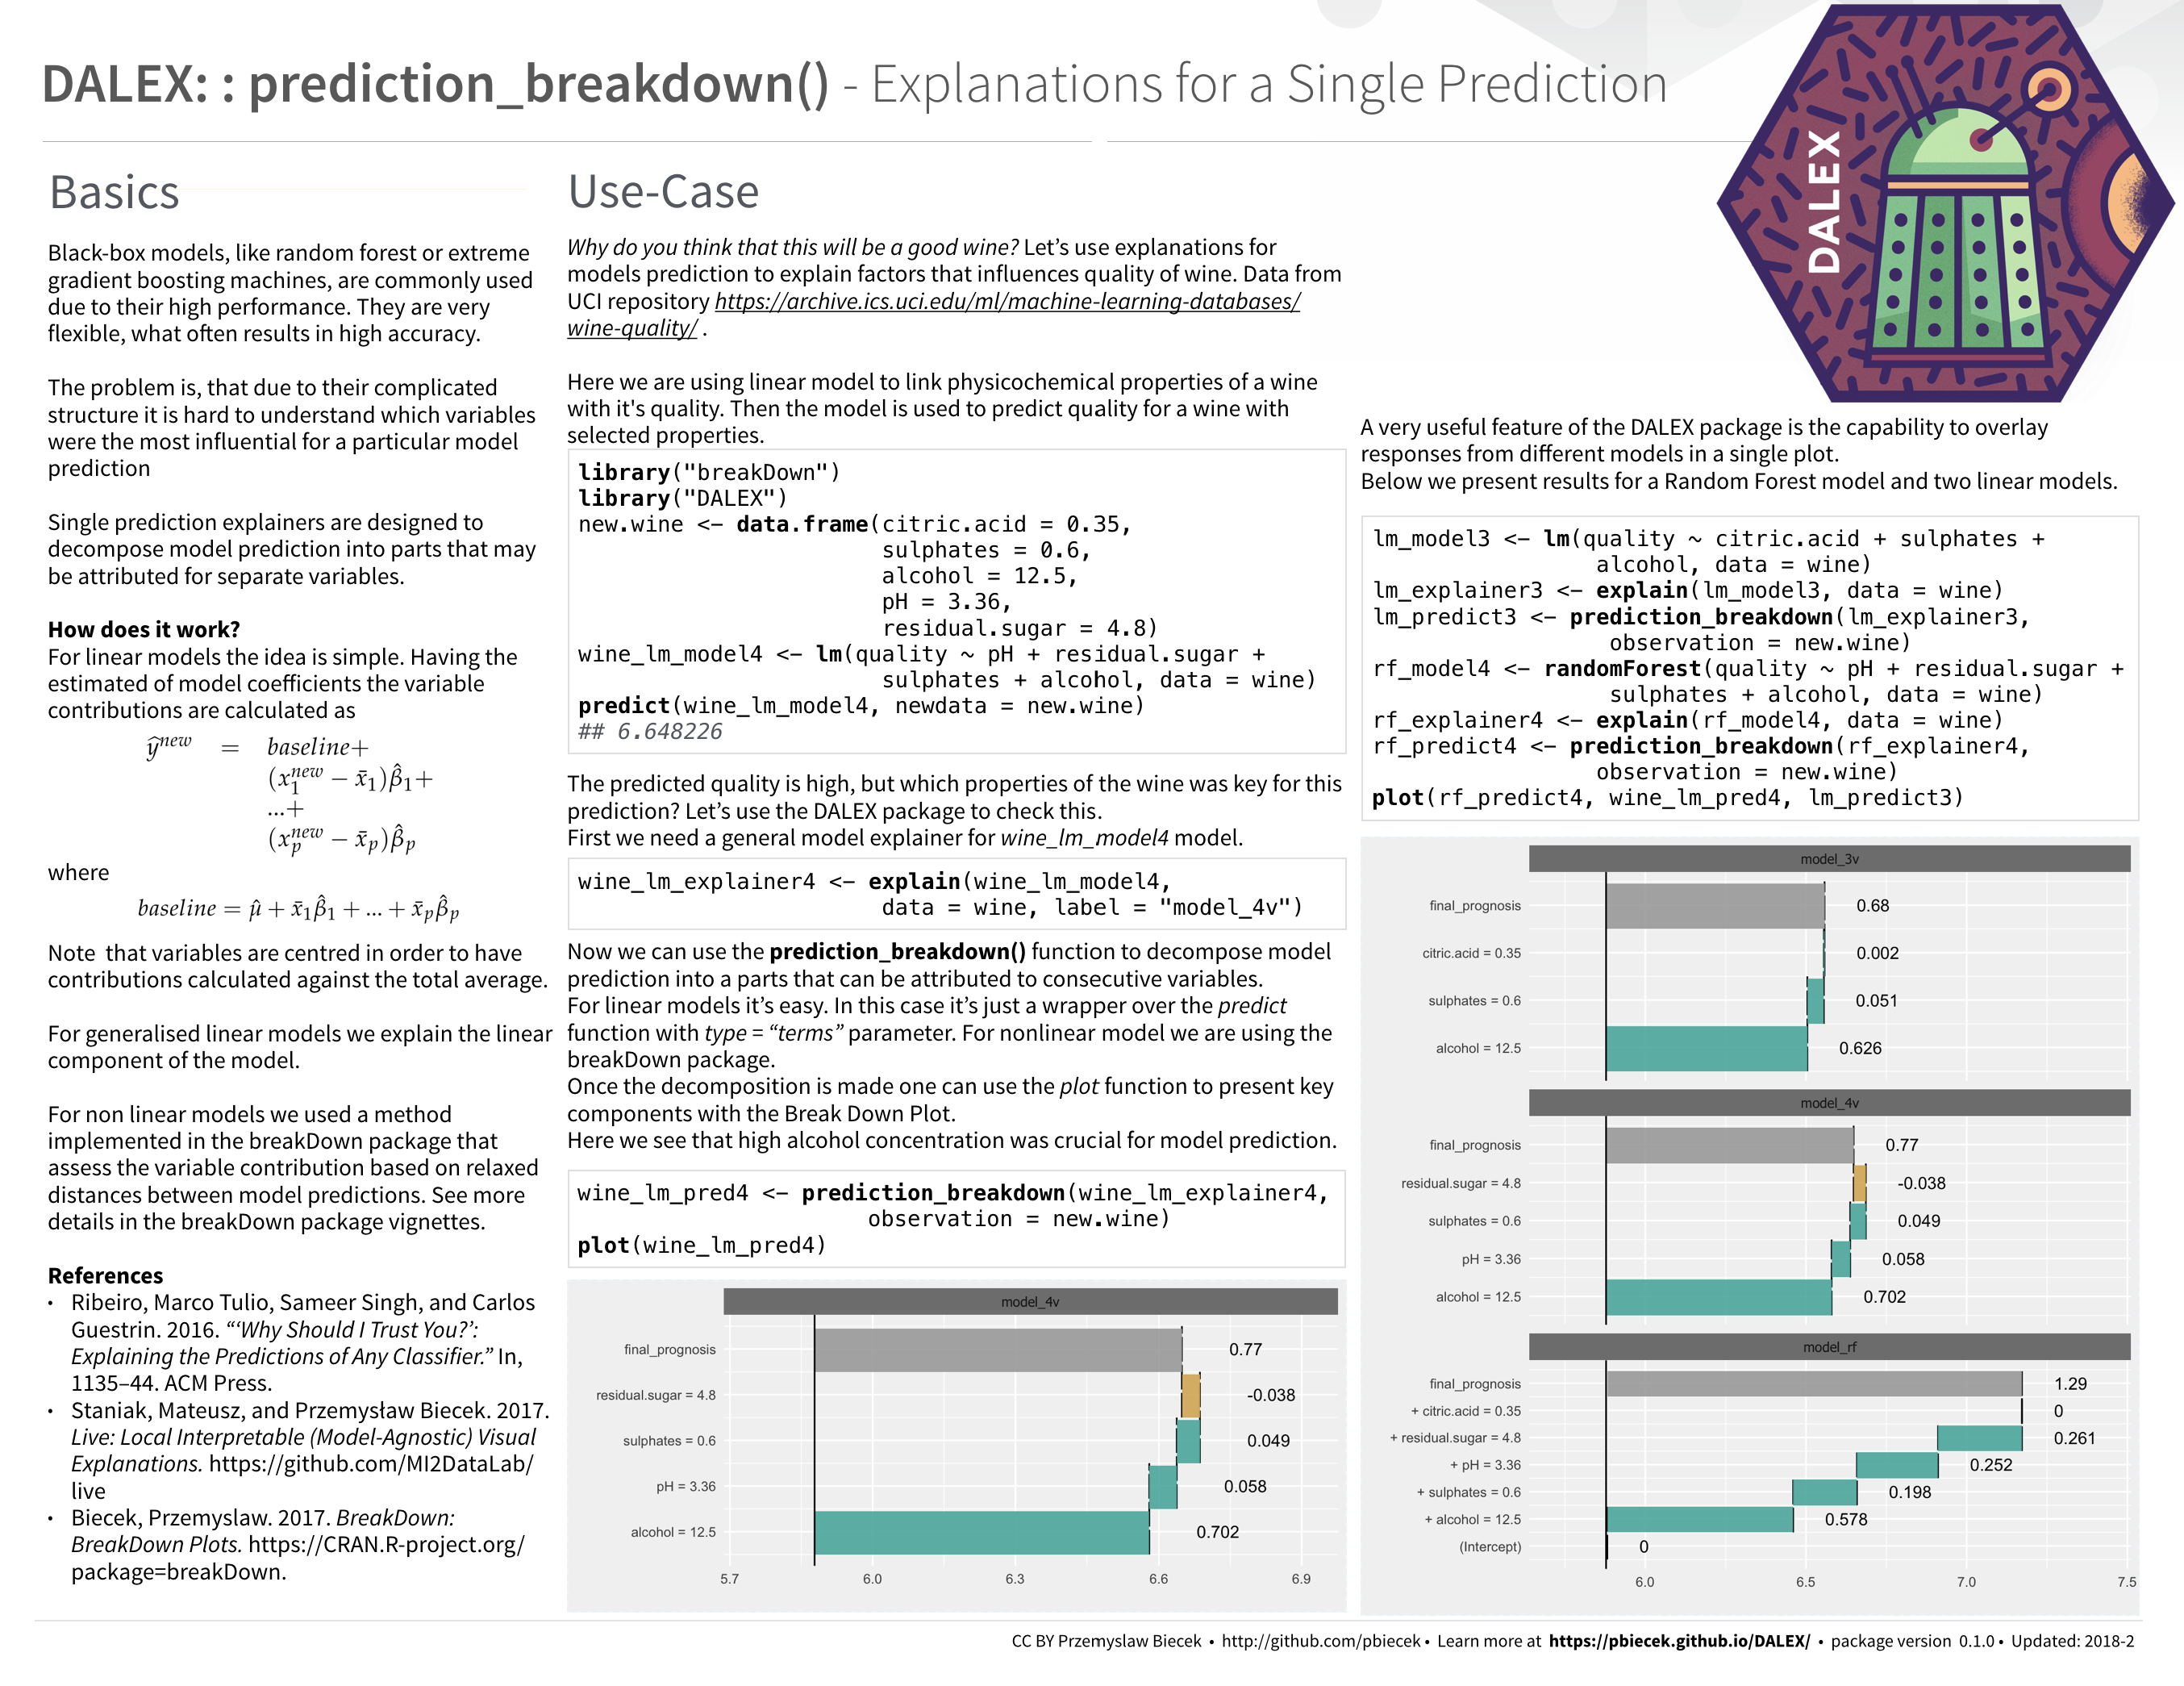 DALEX: : prediction_breakdown() - Explanations for a Single Prediction
DALEX
Basics
Black-box models, like random forest or extreme
gradient boosting machines, are commonly used
due to their high performance. They are very
flexible, what often results in high accuracy.
The problem is, that due to their complicated
structure it is hard to understand which variables
were the most influential for a particular model
prediction
Single prediction explainers are designed to
decompose model prediction into parts that may
be attributed for separate variables.
How does it work?
For linear models the idea is simple. Having the
estimated of model coefficients the variable
contributions are calculated as
ŷ^new = baseline+
(x_1^new − x̄_1)β̂_1+
...+
(x_p^new − x̄_p)β̂_p
where
baseline = μ̂ + x̄_1β̂_1 + ... + x̄_pβ̂_p
Note that variables are centred in order to have
contributions calculated against the total average.
For generalised linear models we explain the linear
component of the model.
For non linear models we used a method
implemented in the breakDown package that
assess the variable contribution based on relaxed
distances between model predictions. See more
details in the breakDown package vignettes.
References
• Ribeiro, Marco Tulio, Sameer Singh, and Carlos
Guestrin. 2016. “‘Why Should I Trust You?’:
Explaining the Predictions of Any Classifier.” In,
1135–44. ACM Press.
• Staniak, Mateusz, and Przemysław Biecek. 2017.
Live: Local Interpretable (Model-Agnostic) Visual
Explanations. https://github.com/MI2DataLab/
live
• Biecek, Przemyslaw. 2017. BreakDown:
BreakDown Plots. https://CRAN.R-project.org/
package=breakDown.
Use-Case
Why do you think that this will be a good wine? Let’s use explanations for
models prediction to explain factors that influences quality of wine. Data from
UCI repository https://archive.ics.uci.edu/ml/machine-learning-databases/
wine-quality/ .
Here we are using linear model to link physicochemical properties of a wine
with it's quality. Then the model is used to predict quality for a wine with
selected properties.
library("breakDown")
library("DALEX")
new.wine <- data.frame(citric.acid = 0.35,
sulphates = 0.6,
alcohol = 12.5,
pH = 3.36,
residual.sugar = 4.8)
wine_lm_model4 <- lm(quality ~ pH + residual.sugar +
sulphates + alcohol, data = wine)
predict(wine_lm_model4, newdata = new.wine)
## 6.648226
The predicted quality is high, but which properties of the wine was key for this
prediction? Let’s use the DALEX package to check this.
First we need a general model explainer for wine_lm_model4 model.
wine_lm_explainer4 <- explain(wine_lm_model4,
data = wine, label = "model_4v")
Now we can use the prediction_breakdown() function to decompose model
prediction into a parts that can be attributed to consecutive variables.
For linear models it’s easy. In this case it’s just a wrapper over the predict
function with type = “terms” parameter. For nonlinear model we are using the
breakDown package.
Once the decomposition is made one can use the plot function to present key
components with the Break Down Plot.
Here we see that high alcohol concentration was crucial for model prediction.
wine_lm_pred4 <- prediction_breakdown(wine_lm_explainer4,
observation = new.wine)
plot(wine_lm_pred4)
model_4v
final_prognosis 0.77
residual.sugar = 4.8 -0.038
sulphates = 0.6 0.049
pH = 3.36 0.058
alcohol = 12.5 0.702
5.7 6.0 6.3 6.6 6.9
A very useful feature of the DALEX package is the capability to overlay
responses from different models in a single plot.
Below we present results for a Random Forest model and two linear models.
lm_model3 <- lm(quality ~ citric.acid + sulphates +
alcohol, data = wine)
lm_explainer3 <- explain(lm_model3, data = wine)
lm_predict3 <- prediction_breakdown(lm_explainer3,
observation = new.wine)
rf_model4 <- randomForest(quality ~ pH + residual.sugar +
sulphates + alcohol, data = wine)
rf_explainer4 <- explain(rf_model4, data = wine)
rf_predict4 <- prediction_breakdown(rf_explainer4,
observation = new.wine)
plot(rf_predict4, wine_lm_pred4, lm_predict3)
model_3v
final_prognosis 0.68
citric.acid = 0.35 0.002
sulphates = 0.6 0.051
alcohol = 12.5 0.626
model_4v
final_prognosis 0.77
residual.sugar = 4.8 -0.038
sulphates = 0.6 0.049
pH = 3.36 0.058
alcohol = 12.5 0.702
model_rf
final_prognosis 1.29
+ citric.acid = 0.35 0
+ residual.sugar = 4.8 0.261
+ pH = 3.36 0.252
+ sulphates = 0.6 0.198
+ alcohol = 12.5 0.578
(Intercept) 0
6.0 6.5 7.0 7.5
CC BY Przemyslaw Biecek • http://github.com/pbiecek • Learn more at https://pbiecek.github.io/DALEX/ • package version 0.1.0 • Updated: 2018-2